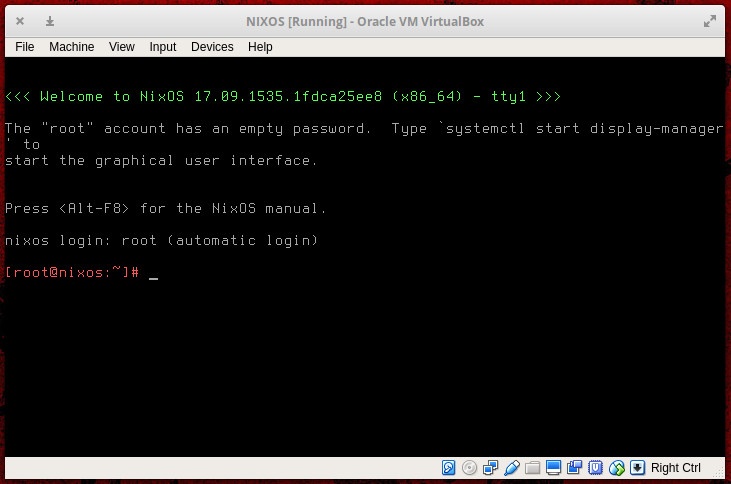 NIXOS [Running] - Oracle VM VirtualBox
File Machine View Input Devices Help
<<< Welcome to NixOS 17.09.1535.1fdca25ee8 (x86_64) - tty1 >>>
The "root" account has an empty password.  Type `systemctl start display-manager
' to
start the graphical user interface.
Press <Alt-F8> for the NixOS manual.
nixos login: root (automatic login)
[root@nixos:~]# _
Right Ctrl